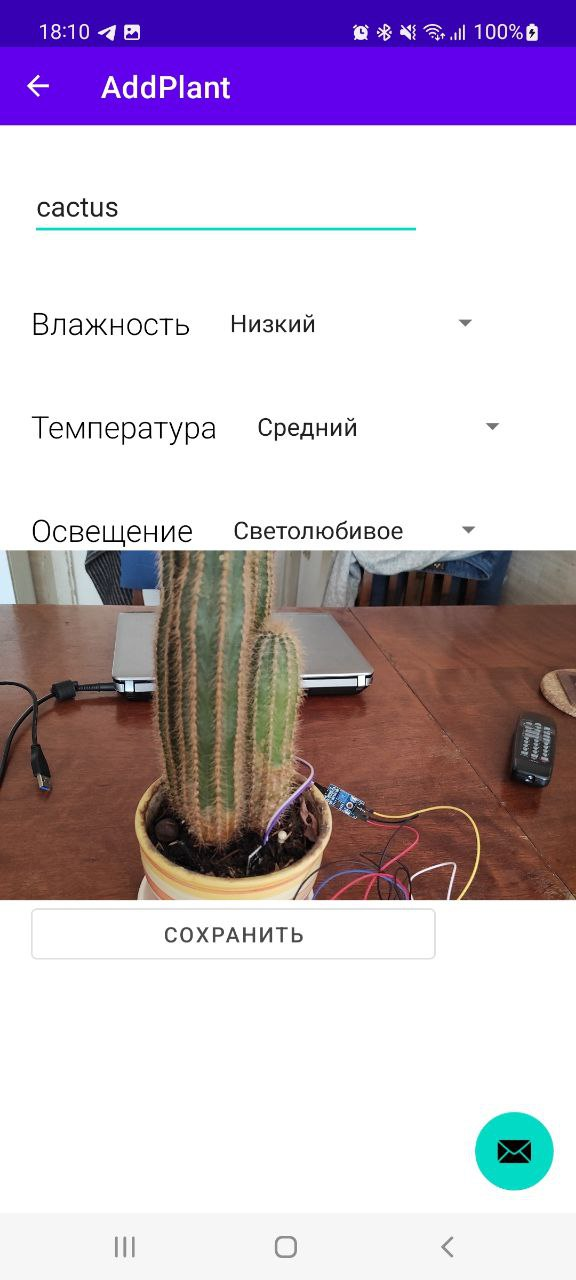 18:10 100%
AddPlant
cactus
Влажность Низкий
Температура Средний
Освещение Светолюбивое
СОХРАНИТЬ